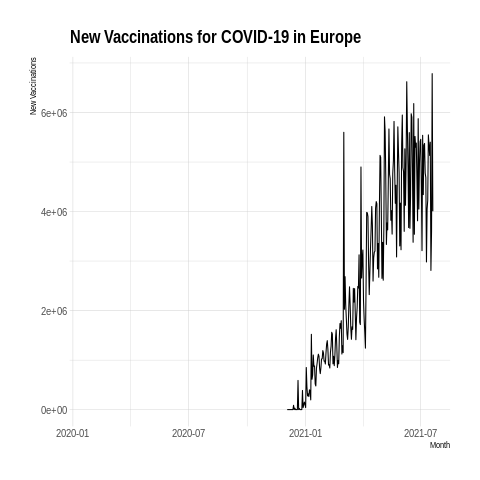 New Vaccinations for COVID-19 in Europe
New Vaccinations
6e+06
4e+06
2e+06
0e+00
2020-01 2020-07 2021-01 2021-07
Month